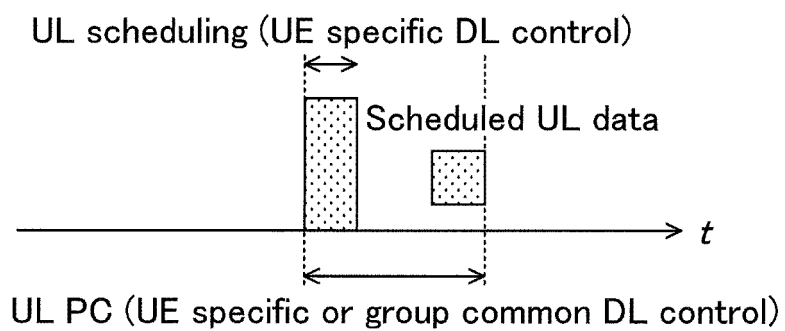 UL scheduling (UE specific DL control)
Scheduled UL data
t
UL PC (UE specific or group common DL control)